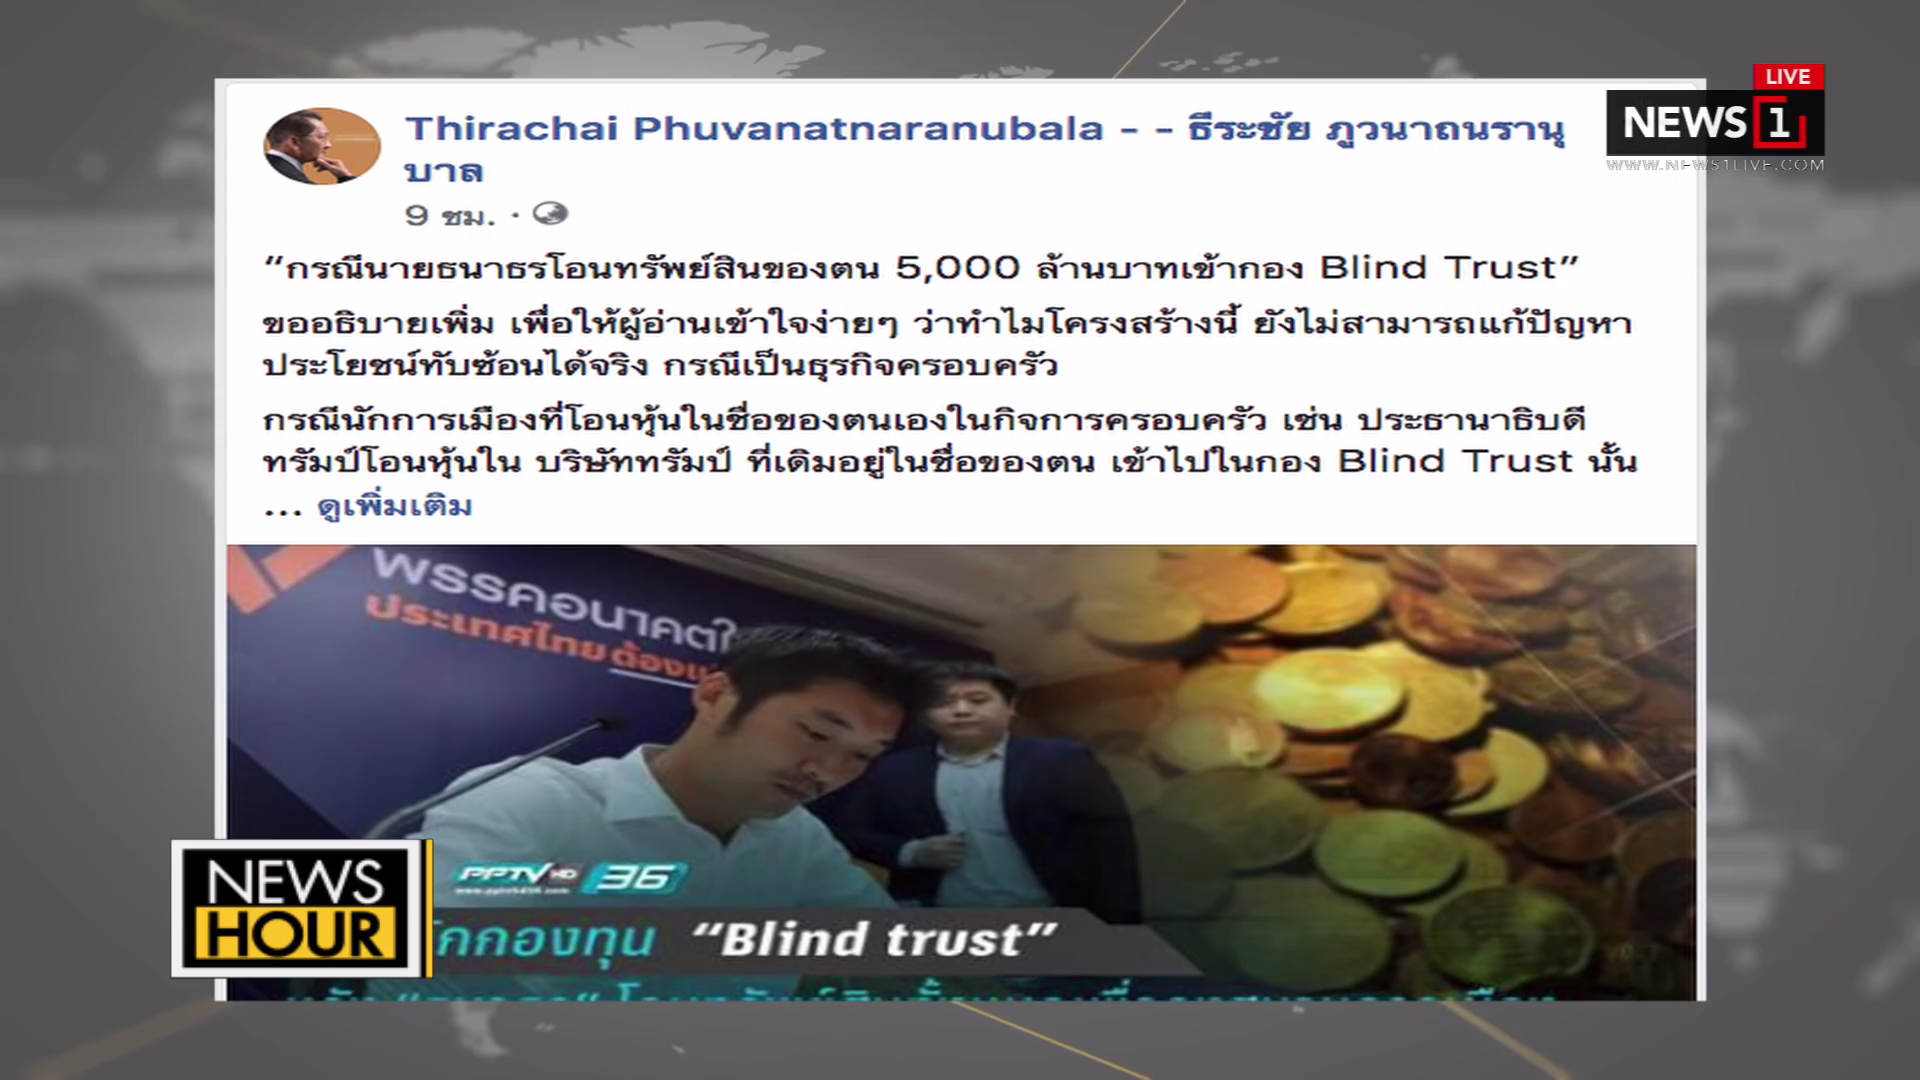 LIVE
NEWS 1
WWW.NEWS1LIVE.COM
Thirachai Phuvanatnaranubala - - ธีระชัย ภูวนาถนรานุ
บาล
9 ชม. ·
“กรณีนายธนาธรโอนทรัพย์สินของตน 5,000 ล้านบาทเข้ากอง Blind Trust”
ขออธิบายเพิ่ม เพื่อให้ผู้อ่านเข้าใจง่ายๆ ว่าทำไมโครงสร้างนี้ ยังไม่สามารถแก้ปัญหา
ประโยชน์ทับซ้อนได้จริง กรณีเป็นธุรกิจครอบครัว
กรณีนักการเมืองที่โอนหุ้นในชื่อของตนเองในกิจการครอบครัว เช่น ประธานาธิบดี
ทรัมป์โอนหุ้นใน บริษัททรัมป์ ที่เดิมอยู่ในชื่อของตน เข้าไปในกอง Blind Trust นั้น
... ดูเพิ่มเติม
พรรคอนาคตใ
ประเทศไทย ต้อง
PPTV HD 36
www.pptvhd36.com
กกองทุน “Blind trust”
NEWS
HOUR